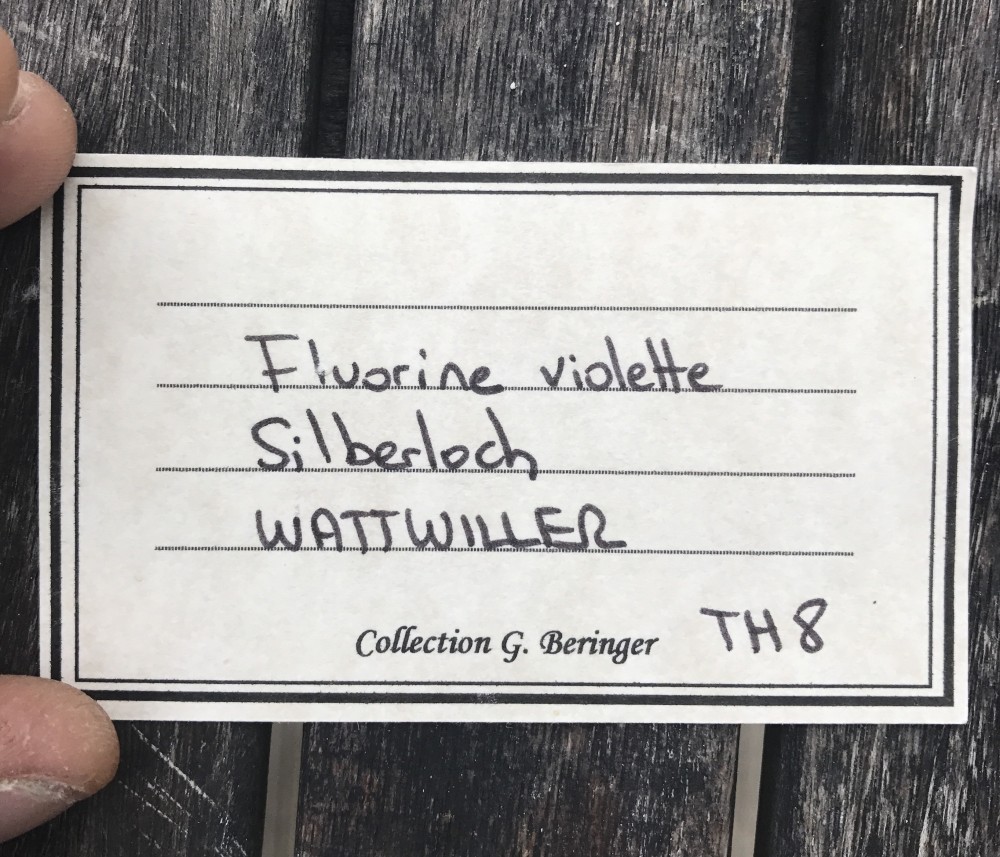 Fluorine violette
Silberloch
WATTWILLER
Collection G. Beringer TH8